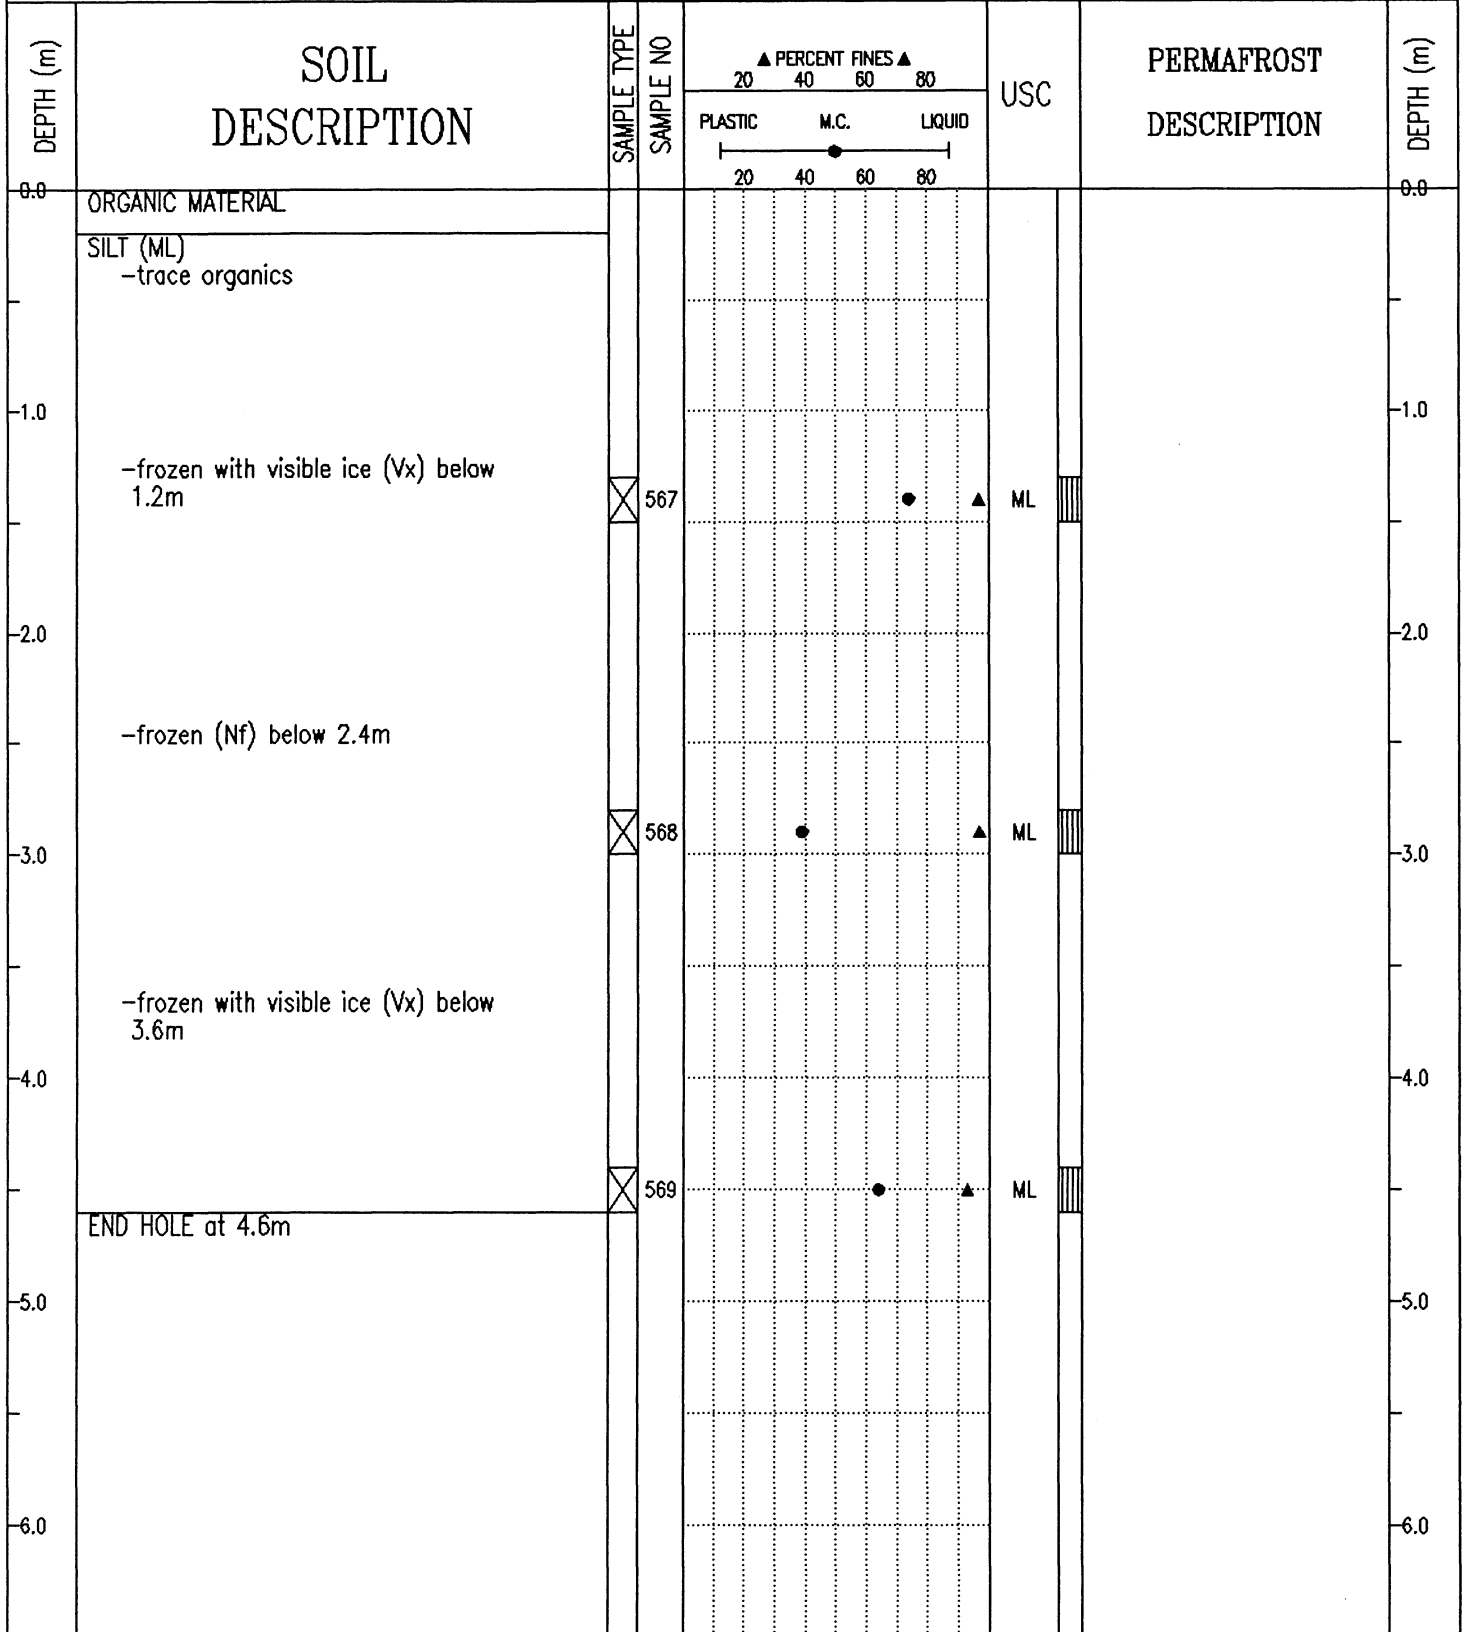 DEPTH (m)
SOIL
DESCRIPTION
SAMPLE TYPE
SAMPLE NO
▲ PERCENT FINES ▲
20 40 60 80
PLASTIC M.C. LIQUID
20 40 60 80
USC
PERMAFROST
DESCRIPTION
DEPTH (m)
0.0 0.0
ORGANIC MATERIAL
SILT (ML)
-trace organics
1.0 1.0
-frozen with visible ice (Vx) below
1.2m
567 ML
2.0 2.0
-frozen (Nf) below 2.4m
568 ML
3.0 3.0
-frozen with visible ice (Vx) below
3.6m
4.0 4.0
569 ML
END HOLE at 4.6m
5.0 5.0
6.0 6.0